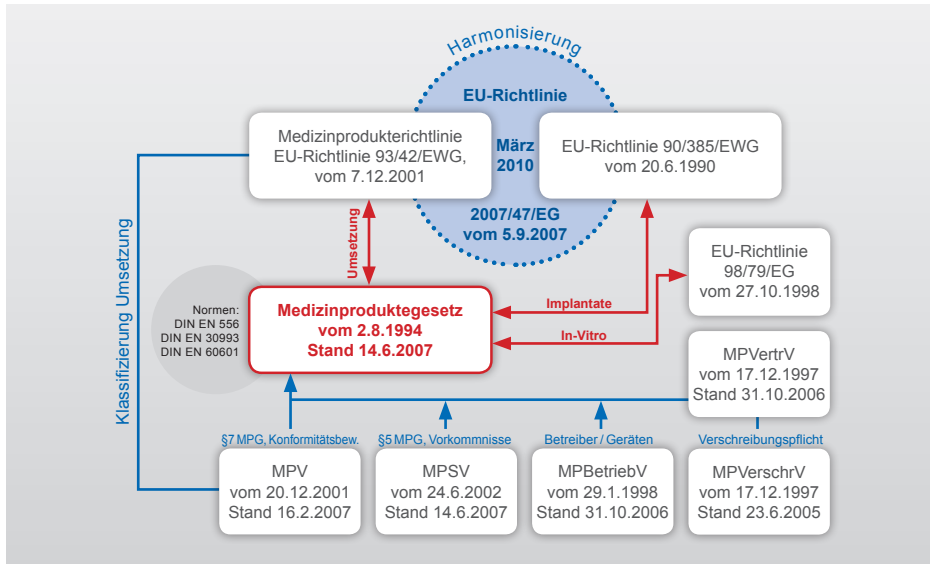 Harmonisierung
EU-Richtlinie
März
2010
2007/47/EG
vom 5.9.2007
Medizinprodukterichtlinie
EU-Richtlinie 93/42/EWG,
vom 7.12.2001
EU-Richtlinie 90/385/EWG
vom 20.6.1990
Klassifizierung Umsetzung
Umsetzung
EU-Richtlinie
98/79/EG
vom 27.10.1998
Normen:
DIN EN 556
DIN EN 30993
DIN EN 60601
Medizinproduktegesetz
vom 2.8.1994
Stand 14.6.2007
Implantate
In-Vitro
MPVertrV
vom 17.12.1997
Stand 31.10.2006
§7 MPG, Konformitätsbew.
§5 MPG, Vorkommnisse
Betreiber / Geräten
Verschreibungspflicht
MPV
vom 20.12.2001
Stand 16.2.2007
MPSV
vom 24.6.2002
Stand 14.6.2007
MPBetriebV
vom 29.1.1998
Stand 31.10.2006
MPVerschrV
vom 17.12.1997
Stand 23.6.2005